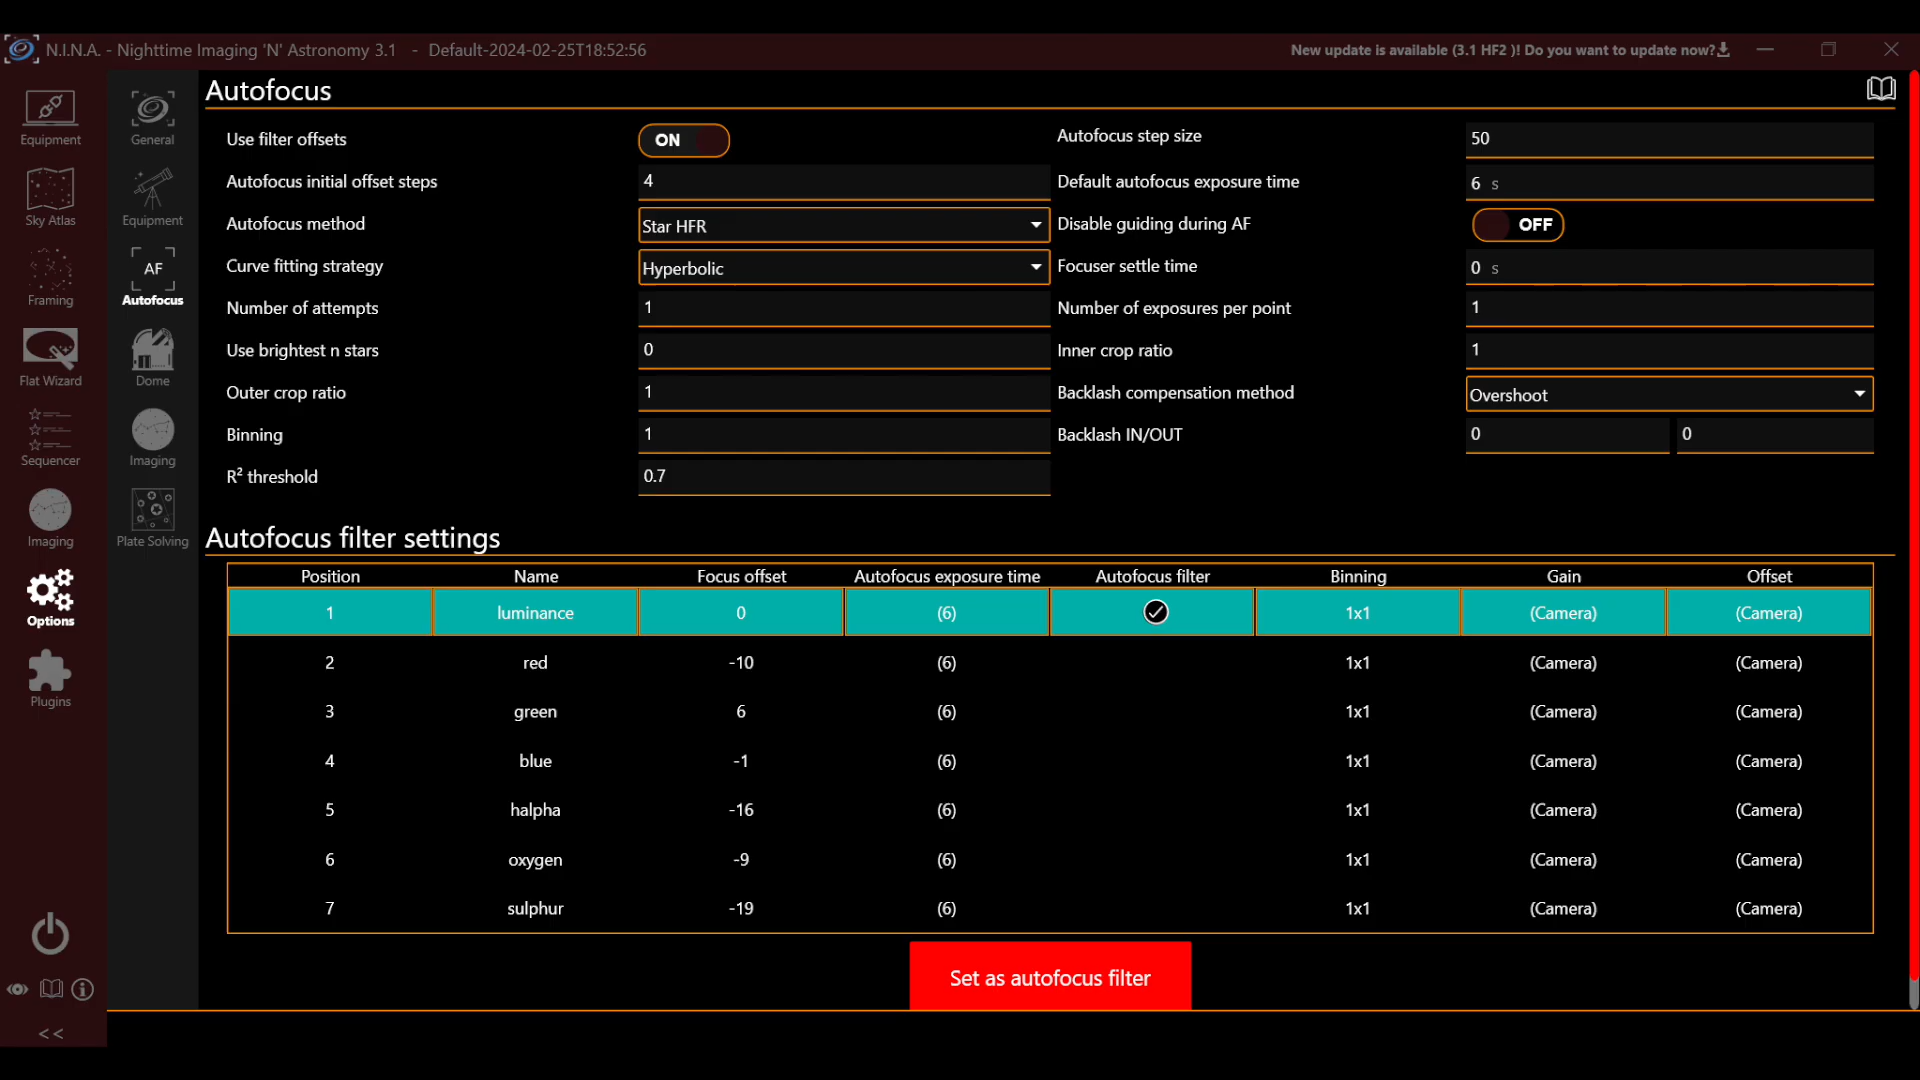 N.I.N.A. - Nighttime Imaging 'N' Astronomy 3.1 - Default-2024-02-25T18:52:56
New update is available (3.1 HF2 )! Do you want to update now?
Equipment
Sky Atlas
Framing
Flat Wizard
Sequencer
Imaging
Options
Plugins
<<
General
Equipment
AF
Autofocus
Dome
Imaging
Plate Solving
Autofocus
Use filter offsets ON
Autofocus step size 50
Autofocus initial offset steps 4
Default autofocus exposure time 6 s
Autofocus method Star HFR
Disable guiding during AF OFF
Curve fitting strategy Hyperbolic
Focuser settle time 0 s
Number of attempts 1
Number of exposures per point 1
Use brightest n stars 0
Inner crop ratio 1
Outer crop ratio 1
Backlash compensation method Overshoot
Binning 1
Backlash IN/OUT 0 0
R² threshold 0.7
Autofocus filter settings
Position Name Focus offset Autofocus exposure time Autofocus filter Binning Gain Offset
1 luminance 0 (6) 1x1 (Camera) (Camera)
2 red -10 (6) 1x1 (Camera) (Camera)
3 green 6 (6) 1x1 (Camera) (Camera)
4 blue -1 (6) 1x1 (Camera) (Camera)
5 halpha -16 (6) 1x1 (Camera) (Camera)
6 oxygen -9 (6) 1x1 (Camera) (Camera)
7 sulphur -19 (6) 1x1 (Camera) (Camera)
Set as autofocus filter